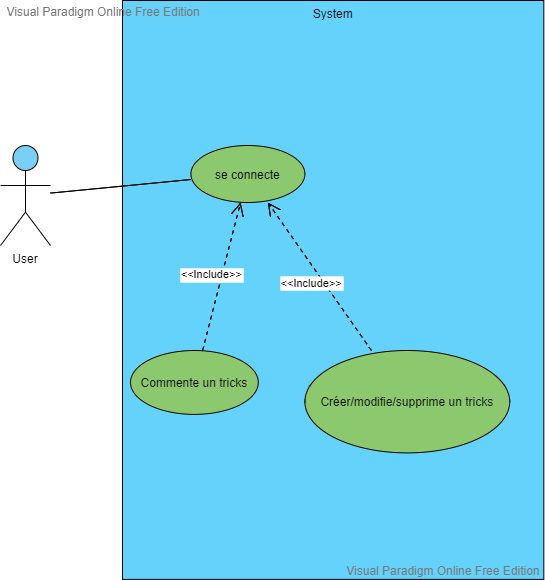 Visual Paradigm Online Free Edition
System
se connecte
User
<<Include>>
<<Include>>
Commente un tricks
Créer/modifie/supprime un tricks
Visual Paradigm Online Free Edition